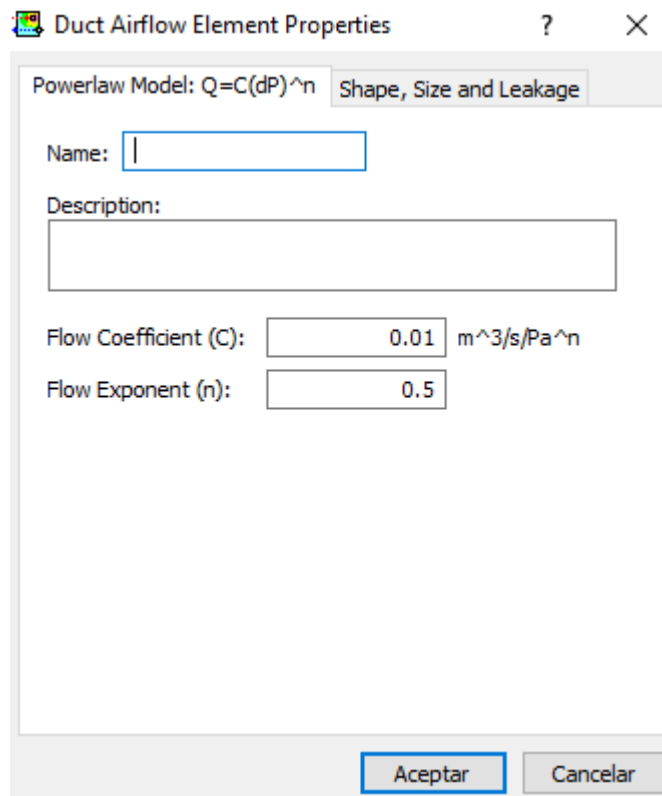 Duct Airflow Element Properties ?
Powerlaw Model: Q=C(dP)^n Shape, Size and Leakage
Name:
Description:
Flow Coefficient (C): 0.01 m^3/s/Pa^n
Flow Exponent (n): 0.5
Aceptar Cancelar